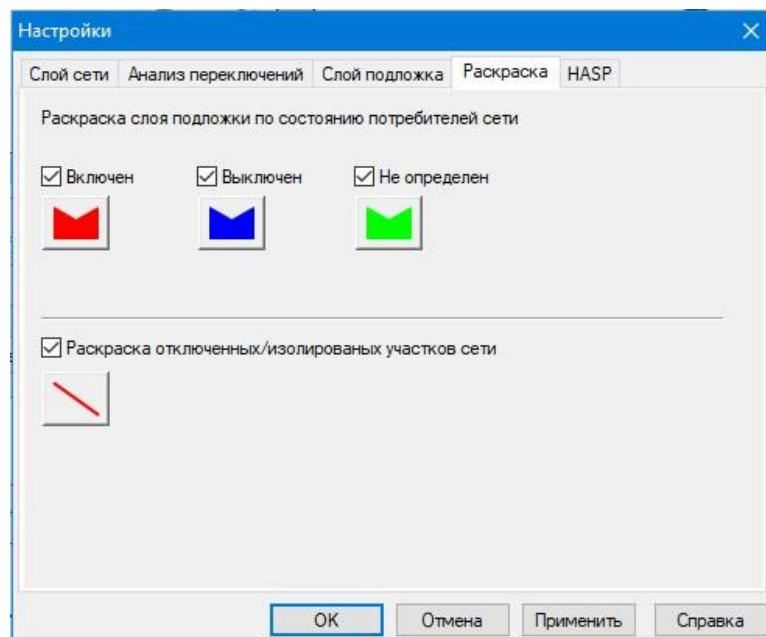 Настройки
Слой сети Анализ переключений Слой подложка Раскраска HASP
Раскраска слоя подложки по состоянию потребителей сети
Включен Выключен Не определен
Раскраска отключенных/изолированых участков сети
OK Отмена Применить Справка